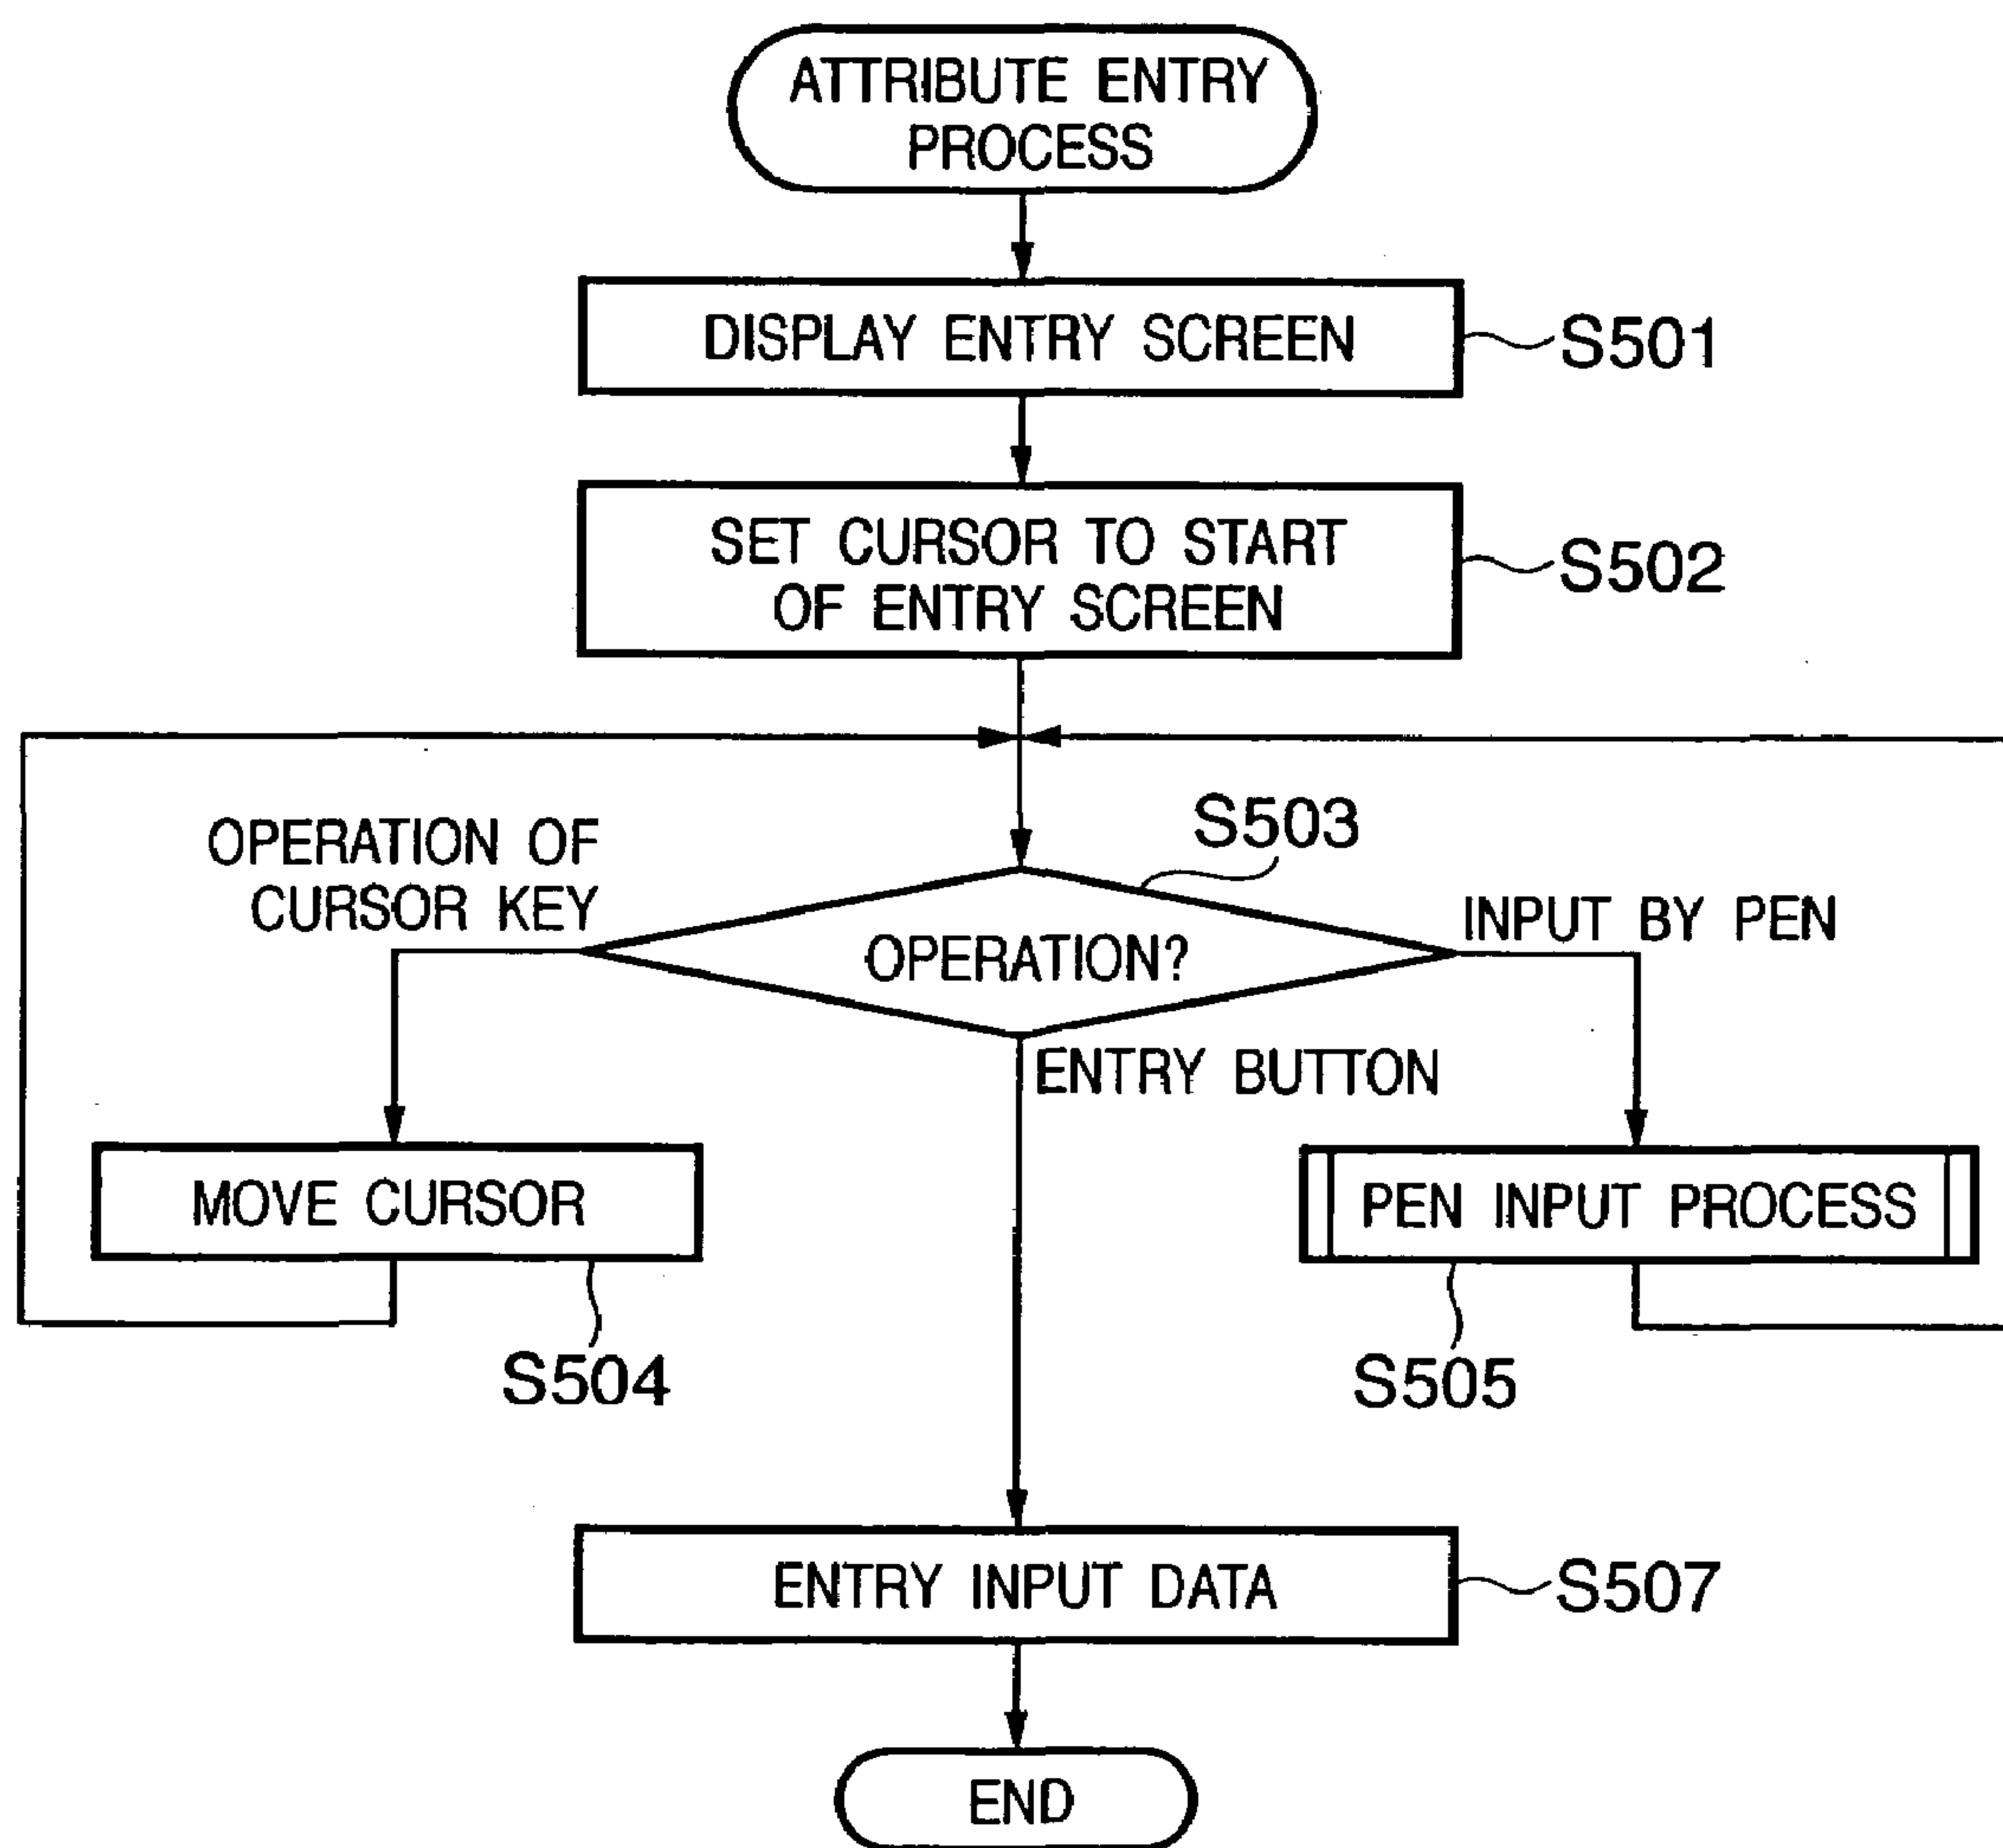 ATTRIBUTE ENTRY
PROCESS
DISPLAY ENTRY SCREEN
S501
SET CURSOR TO START
OF ENTRY SCREEN
S502
S503
OPERATION OF
CURSOR KEY
OPERATION?
INPUT BY PEN
ENTRY BUTTON
MOVE CURSOR
PEN INPUT PROCESS
S504
S505
ENTRY INPUT DATA
S507
END